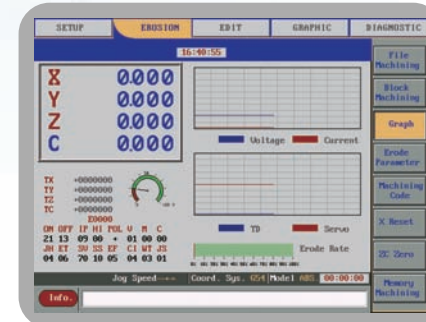 SETUP EROSION EDIT GRAPHIC DIAGNOSTIC
16:40:55
X 0.000
Y 0.000
Z 0.000
C 0.000
Voltage Current
TD Servo
Erode Rate
TX +0000000
TY +0000000
TZ +0000000
TC +0000000
E0000
ON OFF IP HI POL V M C
21 13 09 00 + 01 00 00
JH ET SV SS EF CI WT JS
04 06 70 10 05 04 03 01
Jog Speed Coord. Sys. G54 Model ABS. 00:00:00
Info.
File Machining
Block Machining
Graph
Erode Parameter
Machining Code
X Reset
ZC Zero
Memory Machining